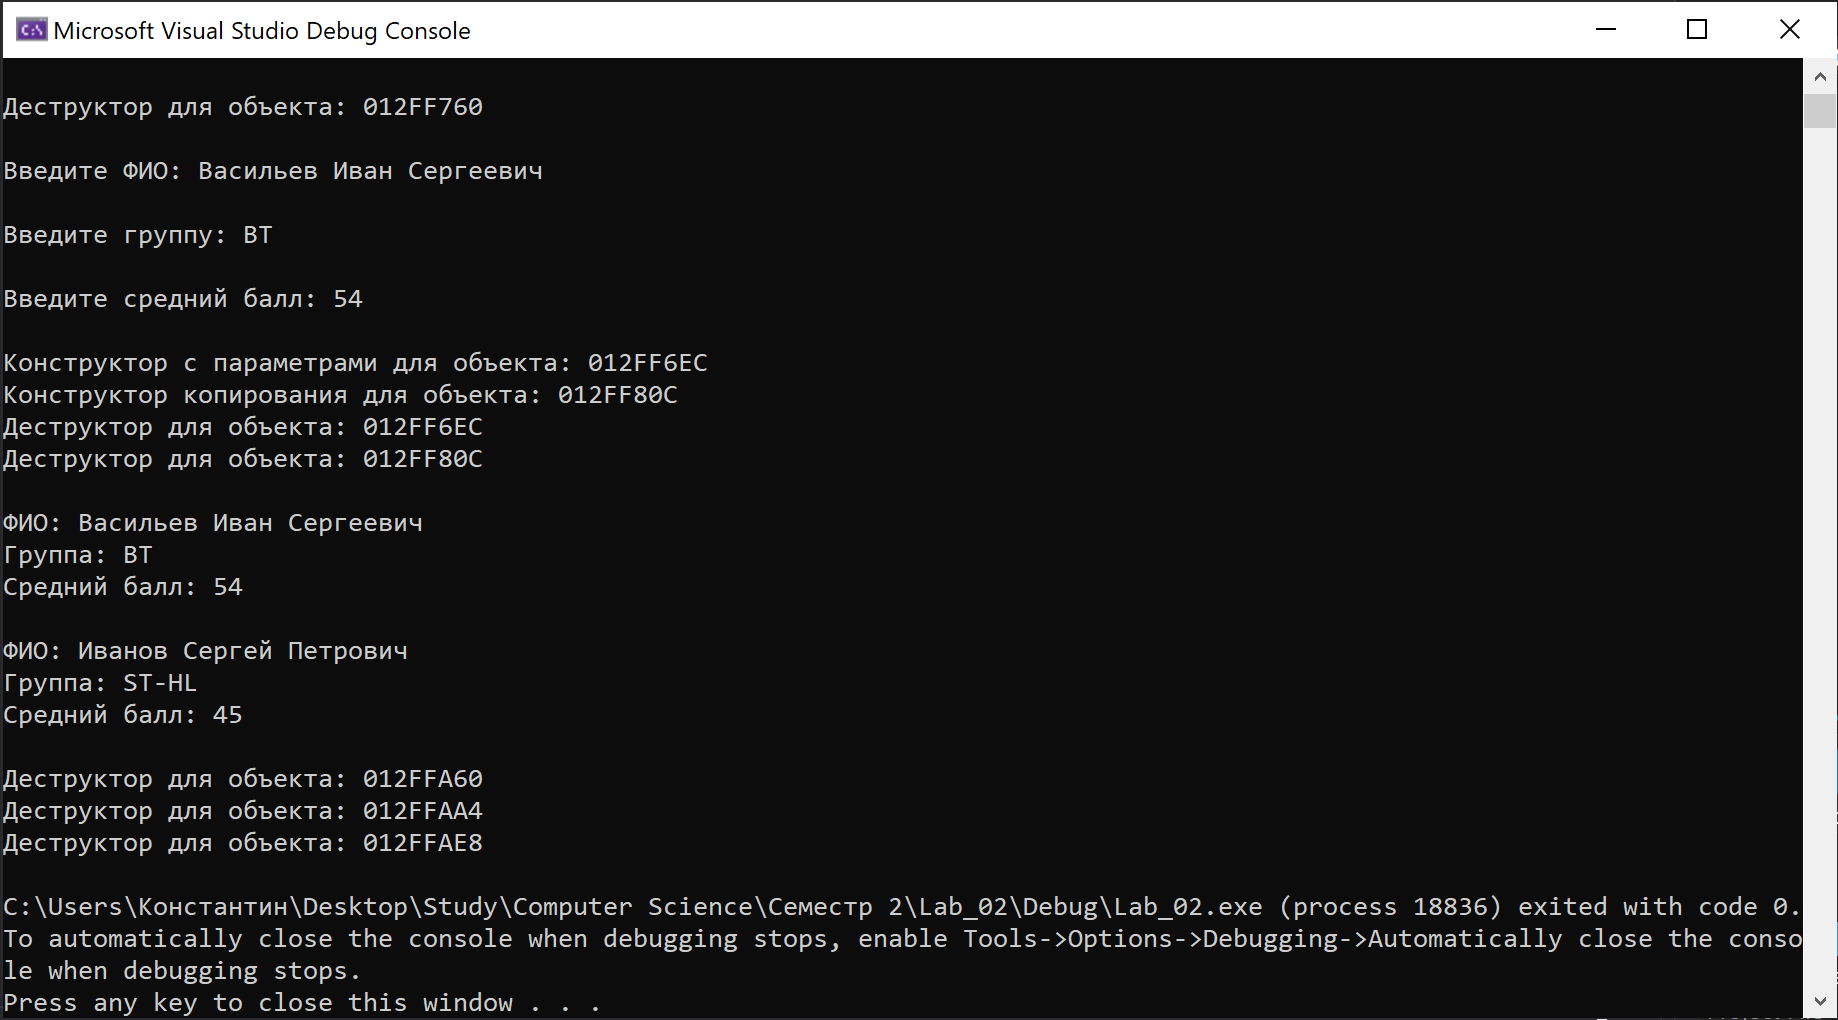 Microsoft Visual Studio Debug Console
Деструктор для объекта: 012FF760
Введите ФИО: Васильев Иван Сергеевич
Введите группу: ВТ
Введите средний балл: 54
Конструктор с параметрами для объекта: 012FF6EC
Конструктор копирования для объекта: 012FF80C
Деструктор для объекта: 012FF6EC
Деструктор для объекта: 012FF80C
ФИО: Васильев Иван Сергеевич
Группа: ВТ
Средний балл: 54
ФИО: Иванов Сергей Петрович
Группа: ST-HL
Средний балл: 45
Деструктор для объекта: 012FFA60
Деструктор для объекта: 012FFAA4
Деструктор для объекта: 012FFAE8
C:\Users\Константин\Desktop\Study\Computer Science\Семестр 2\Lab_02\Debug\Lab_02.exe (process 18836) exited with code 0.
To automatically close the console when debugging stops, enable Tools->Options->Debugging->Automatically close the conso
le when debugging stops.
Press any key to close this window . . .